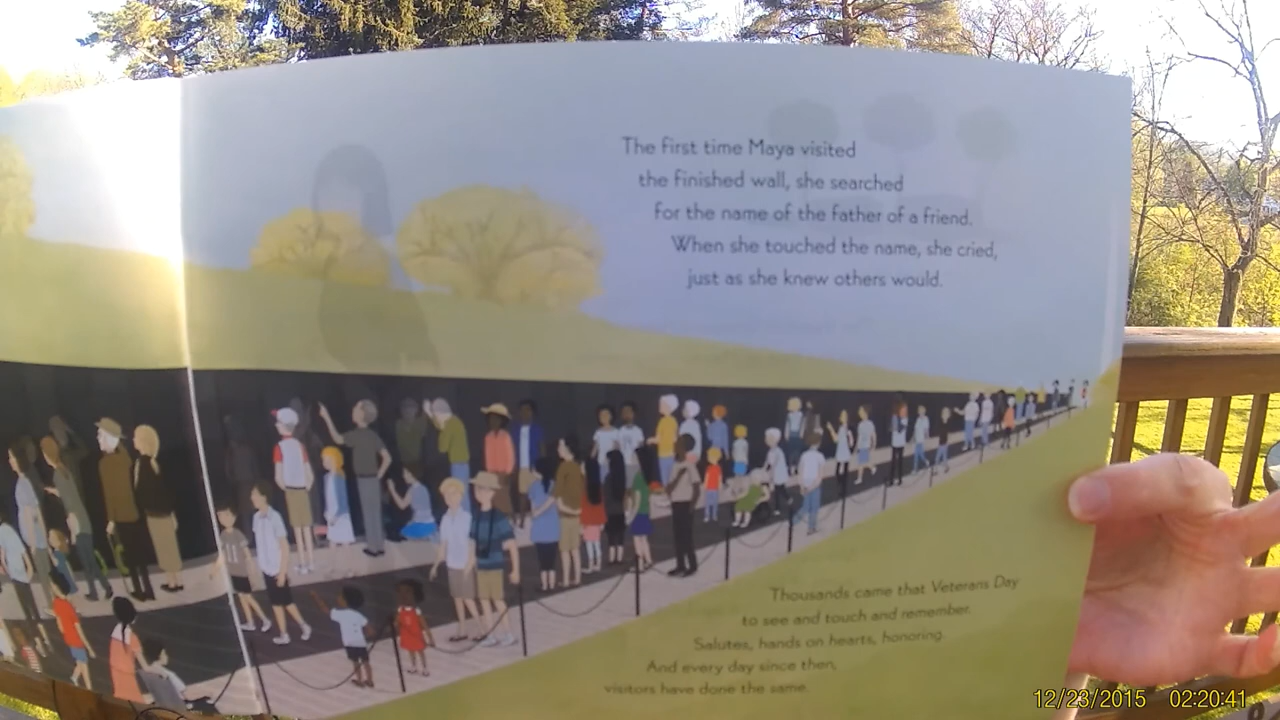 The first time Maya visited
the finished wall, she searched
for the name of the father of a friend.
When she touched the name, she cried,
just as she knew others would.
Thousands came that Veterans Day
to see and touch and remember.
Salutes, hands on hearts, honoring.
And every day since then,
visitors have done the same.
12/23/2015 02:20:41